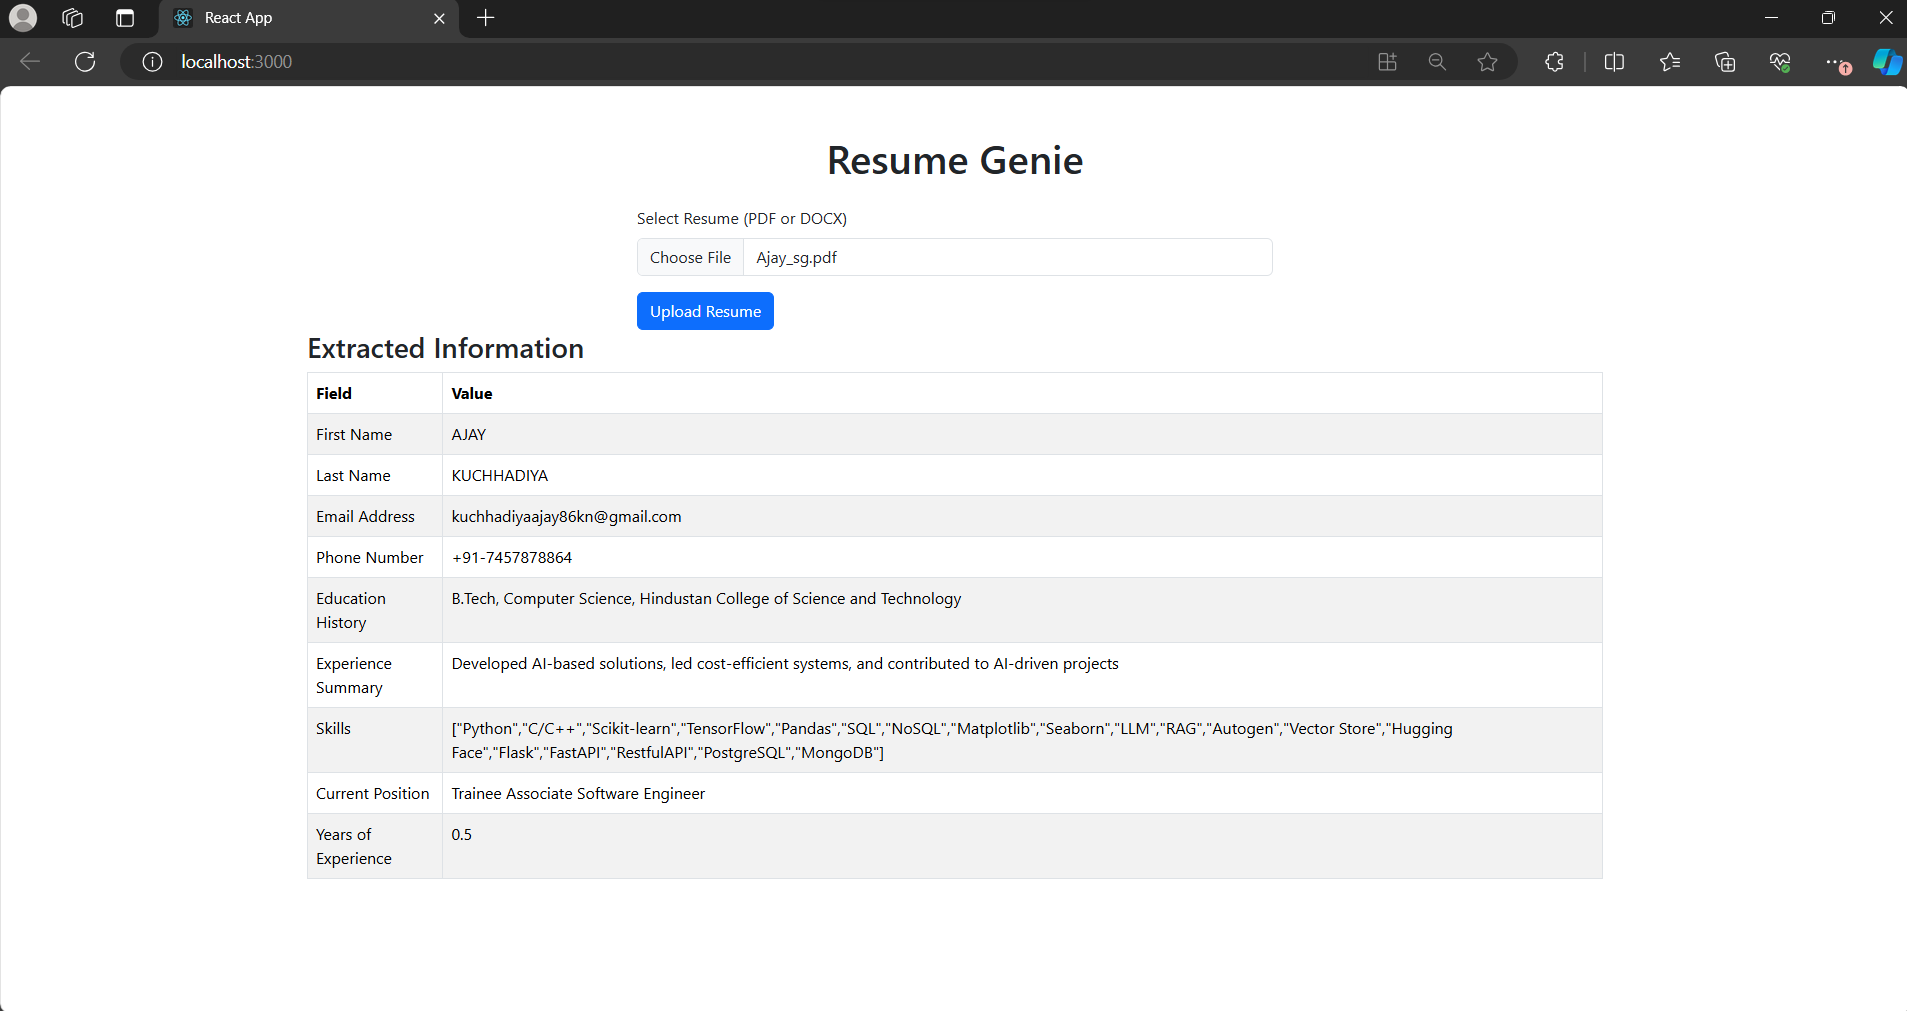 React App
localhost:3000
Resume Genie
Select Resume (PDF or DOCX)
Choose File Ajay_sg.pdf
Upload Resume
Extracted Information
Field Value
First Name AJAY
Last Name KUCHHADIYA
Email Address kuchhadiyaajay86kn@gmail.com
Phone Number +91-7457878864
Education B.Tech, Computer Science, Hindustan College of Science and Technology
History
Experience Developed AI-based solutions, led cost-efficient systems, and contributed to AI-driven projects
Summary
Skills ["Python","C/C++","Scikit-learn","TensorFlow","Pandas","SQL","NoSQL","Matplotlib","Seaborn","LLM","RAG","Autogen","Vector Store","Hugging
Face","Flask","FastAPI","RestfulAPI","PostgreSQL","MongoDB"]
Current Position Trainee Associate Software Engineer
Years of 0.5
Experience